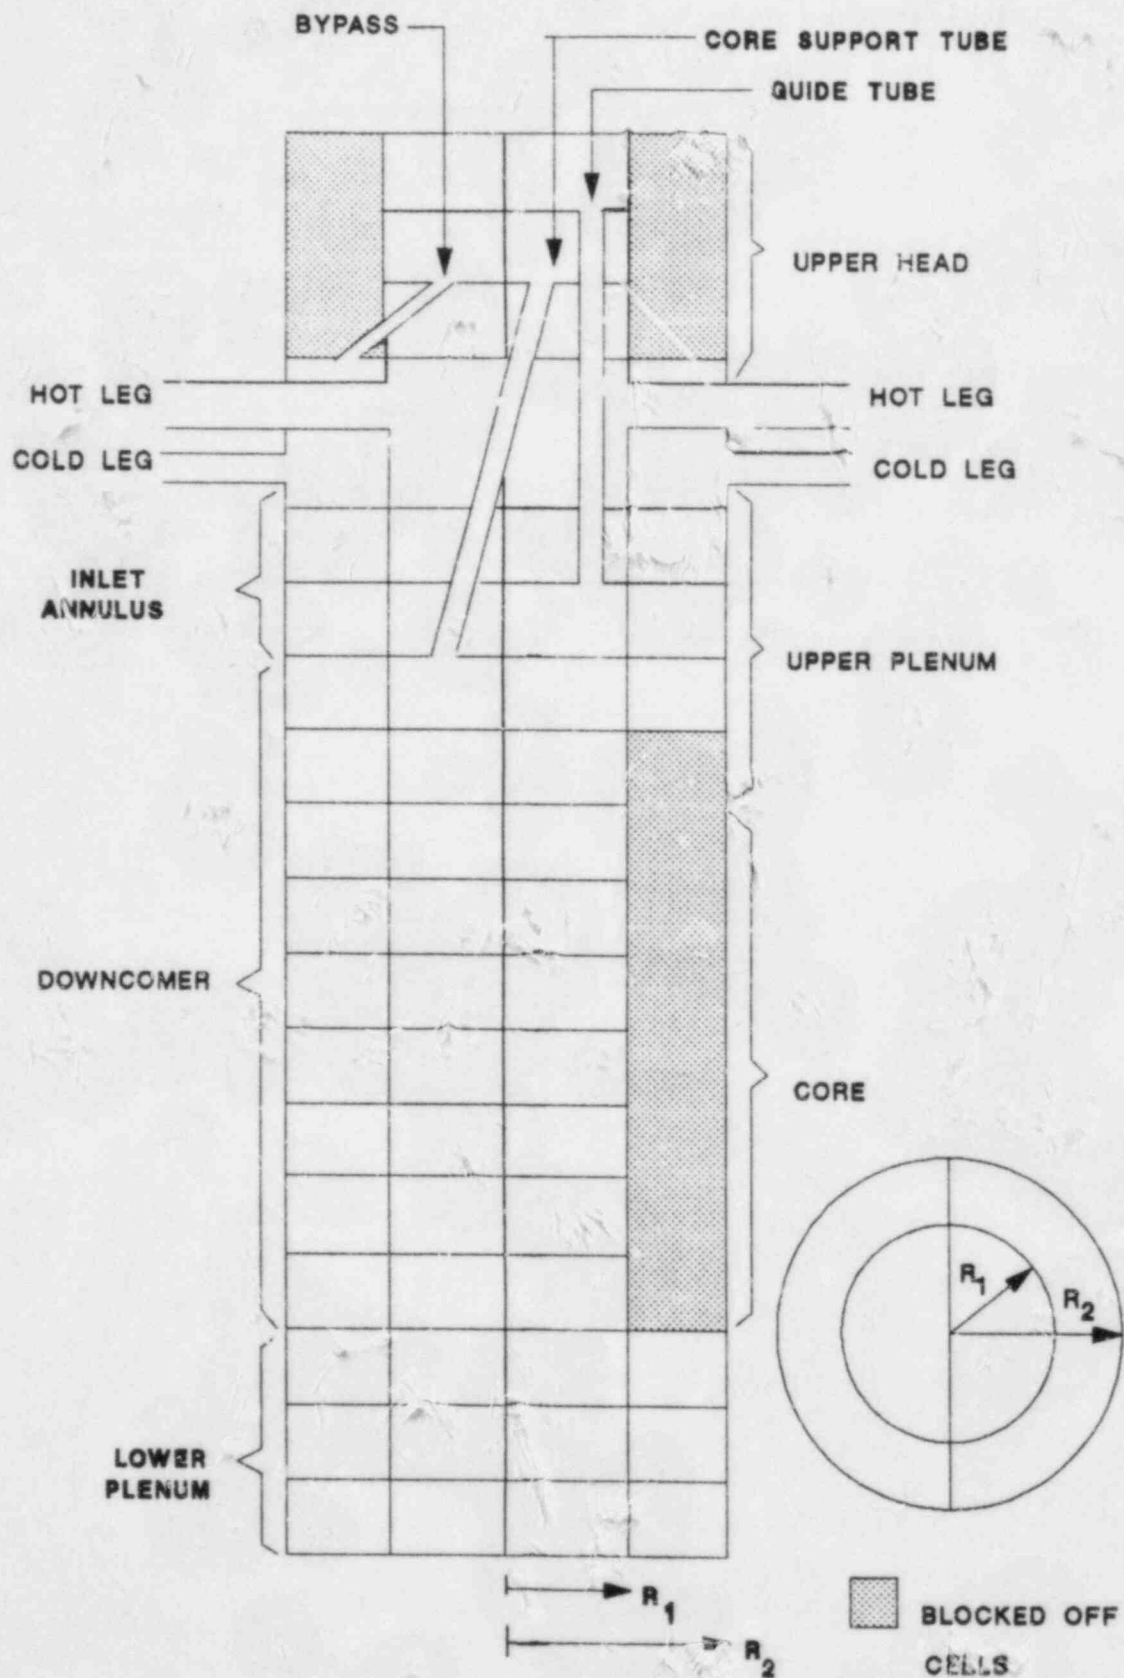 BYPASS
CORE SUPPORT TUBE
GUIDE TUBE
UPPER HEAD
HOT LEG
HOT LEG
COLD LEG
COLD LEG
INLET
ANNULUS
UPPER PLENUM
DOWNCOMER
CORE
R1
R2
LOWER
PLENUM
R1
R2
BLOCKED OFF
CELLS